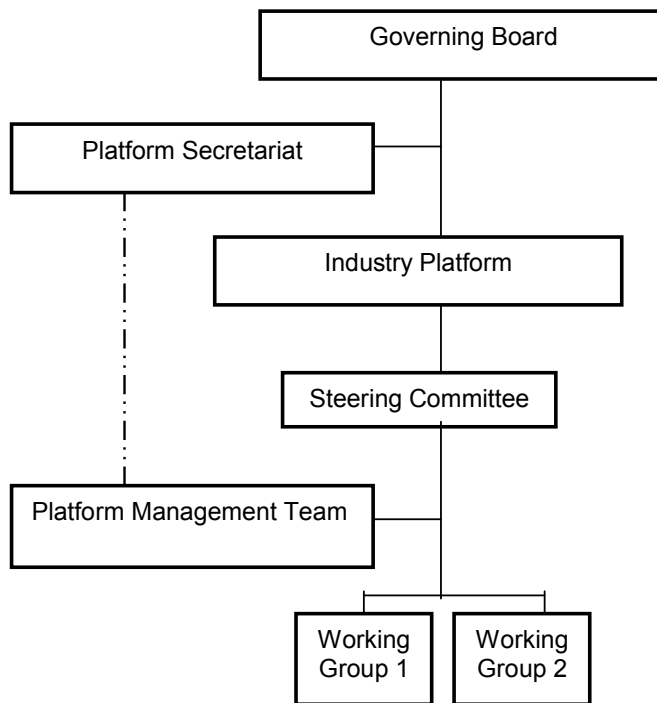 Governing Board
Platform Secretariat
Industry Platform
Steering Committee
Platform Management Team
Working
Group 1
Working
Group 2